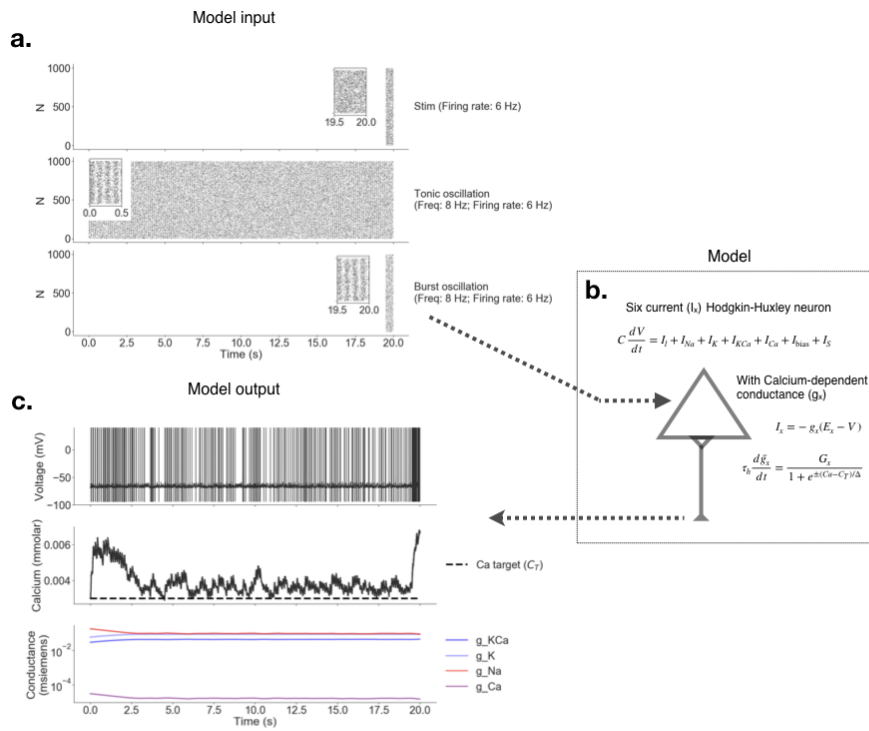 Model input
a.
1000
N 500
0
19.5 20.0
Stim (Firing rate: 6 Hz)
1000
N 500
0
0.0 0.5
Tonic oscillation
(Freq: 8 Hz; Firing rate: 6 Hz)
1000
N 500
0
19.5 20.0
Burst oscillation
(Freq: 8 Hz; Firing rate: 6 Hz)
0.0 2.5 5.0 7.5 10.0 12.5 15.0 17.5 20.0
Time (s)
Model
b.
Six current (Iₓ) Hodgkin-Huxley neuron
C dV/dt = I_l + I_Na + I_K + I_KCa + I_Ca + I_bias + I_S
With Calcium-dependent
conductance (gₓ)
I_x = − g_x(E_x − V)
τ_h dḡ_x/dt = G_x / 1 + e^±(Ca−C_T)/Δ
Model output
c.
Voltage (mV)
0
−50
−100
Calcium (mmolar)
0.006
0.004
Ca target (C_T)
Conductance
(msiemens)
10⁻²
10⁻⁴
g_KCa
g_K
g_Na
g_Ca
0.0 2.5 5.0 7.5 10.0 12.5 15.0 17.5 20.0
Time (s)